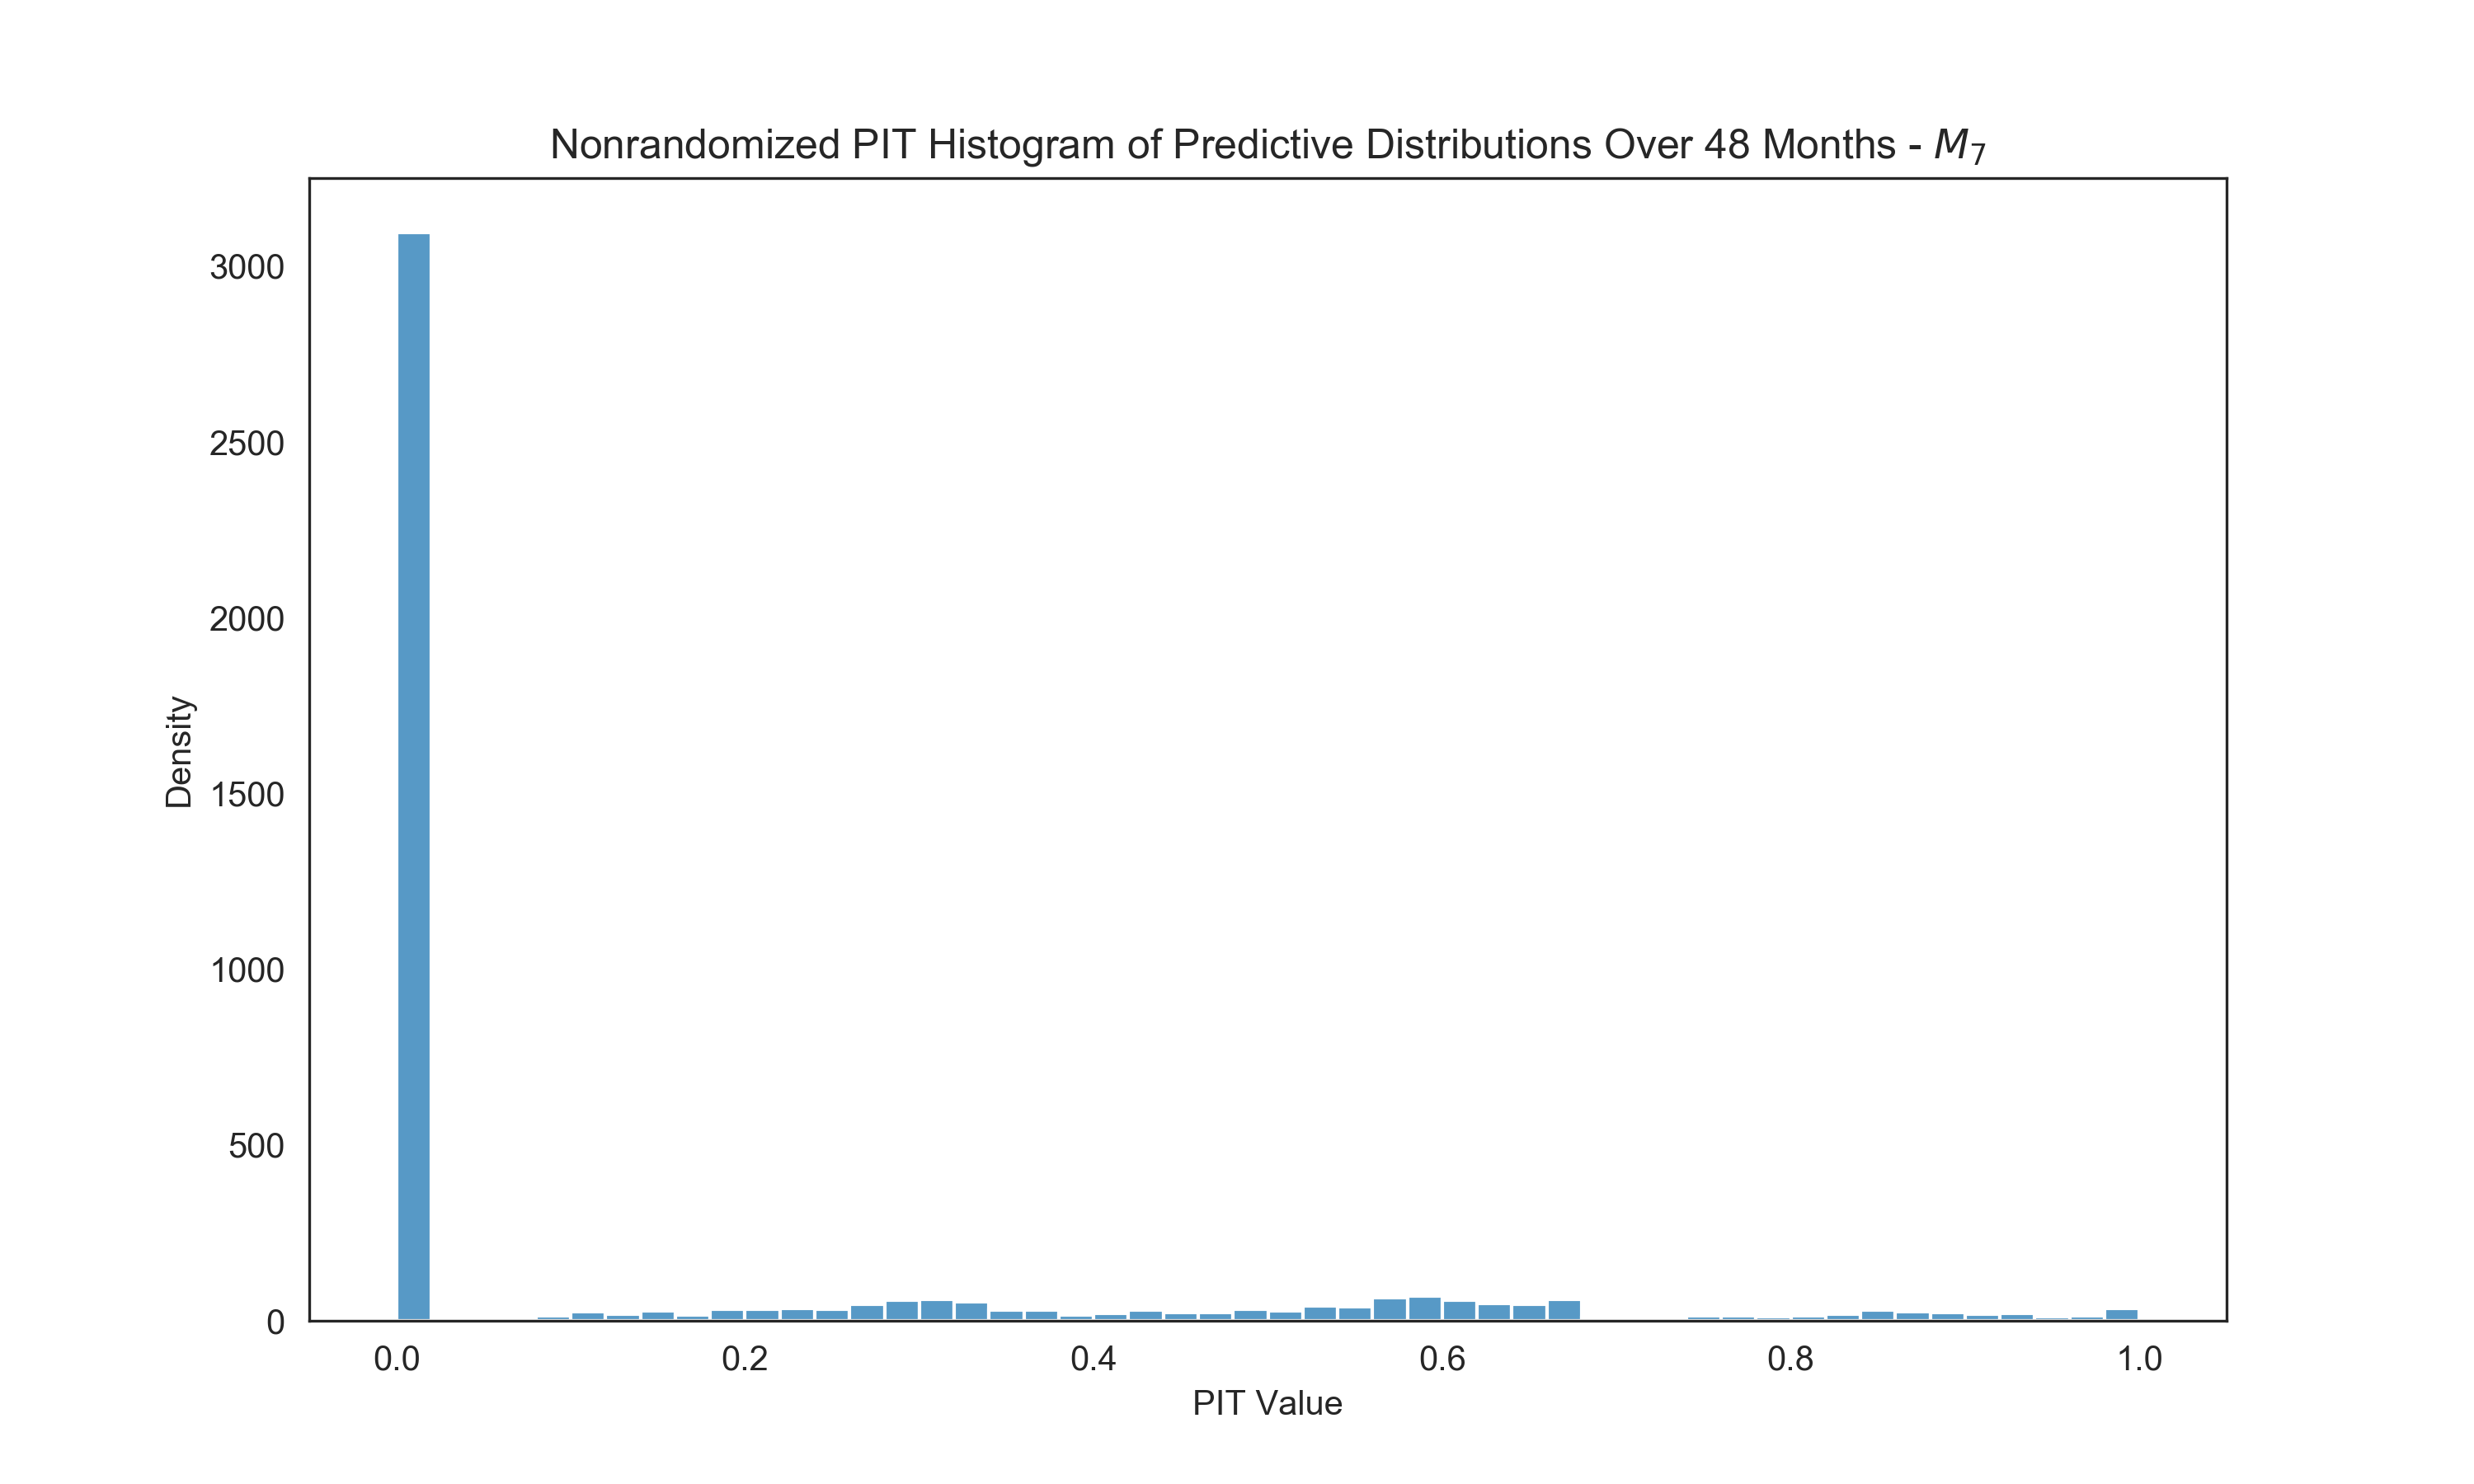 Nonrandomized PIT Histogram of Predictive Distributions Over 48 Months - M₇
3000
2500
2000
1500
1000
500
0
Density
0.0 0.2 0.4 0.6 0.8 1.0
PIT Value